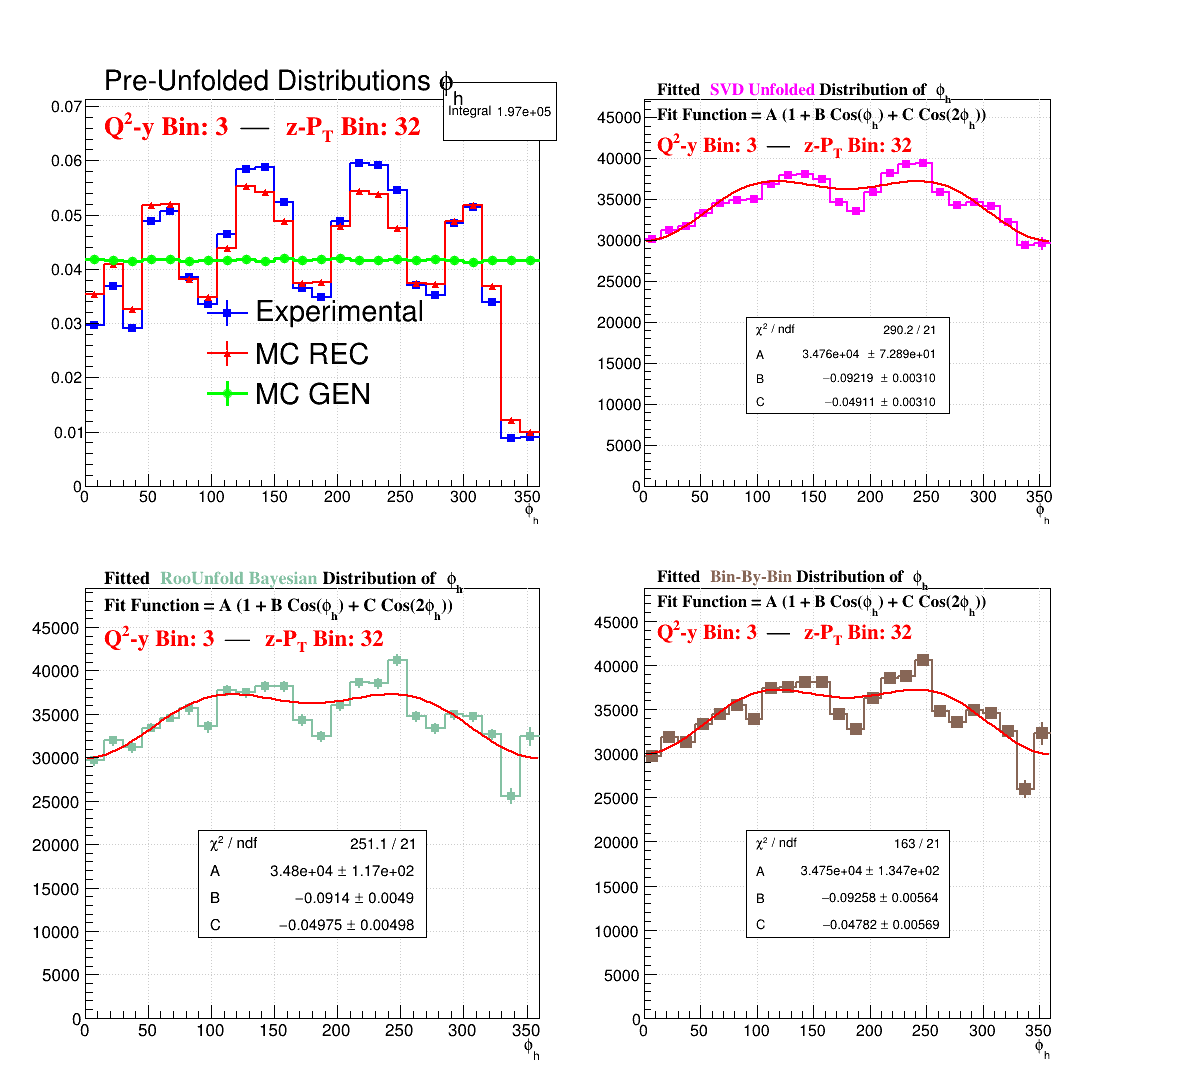 Pre-Unfolded Distributions ϕh
Integral 1.97e+05
Q²-y Bin: 3 — z-PT Bin: 32
0.07
0.06
0.05
0.04
0.03
0.02
0.01
0
Experimental
MC REC
MC GEN
0 50 100 150 200 250 300 350
ϕh
Fitted SVD Unfolded Distribution of ϕh
Fit Function = A (1 + B Cos(ϕh) + C Cos(2ϕh))
Q²-y Bin: 3 — z-PT Bin: 32
45000
40000
35000
30000
25000
20000
15000
10000
5000
0
χ² / ndf 290.2 / 21
A 3.476e+04 ± 7.289e+01
B −0.09219 ± 0.00310
C −0.04911 ± 0.00310
0 50 100 150 200 250 300 350
ϕh
Fitted RooUnfold Bayesian Distribution of ϕh
Fit Function = A (1 + B Cos(ϕh) + C Cos(2ϕh))
Q²-y Bin: 3 — z-PT Bin: 32
45000
40000
35000
30000
25000
20000
15000
10000
5000
0
χ² / ndf 251.1 / 21
A 3.48e+04 ± 1.17e+02
B −0.0914 ± 0.0049
C −0.04975 ± 0.00498
0 50 100 150 200 250 300 350
ϕh
Fitted Bin-By-Bin Distribution of ϕh
Fit Function = A (1 + B Cos(ϕh) + C Cos(2ϕh))
Q²-y Bin: 3 — z-PT Bin: 32
45000
40000
35000
30000
25000
20000
15000
10000
5000
0
χ² / ndf 163 / 21
A 3.475e+04 ± 1.347e+02
B −0.09258 ± 0.00564
C −0.04782 ± 0.00569
0 50 100 150 200 250 300 350
ϕh